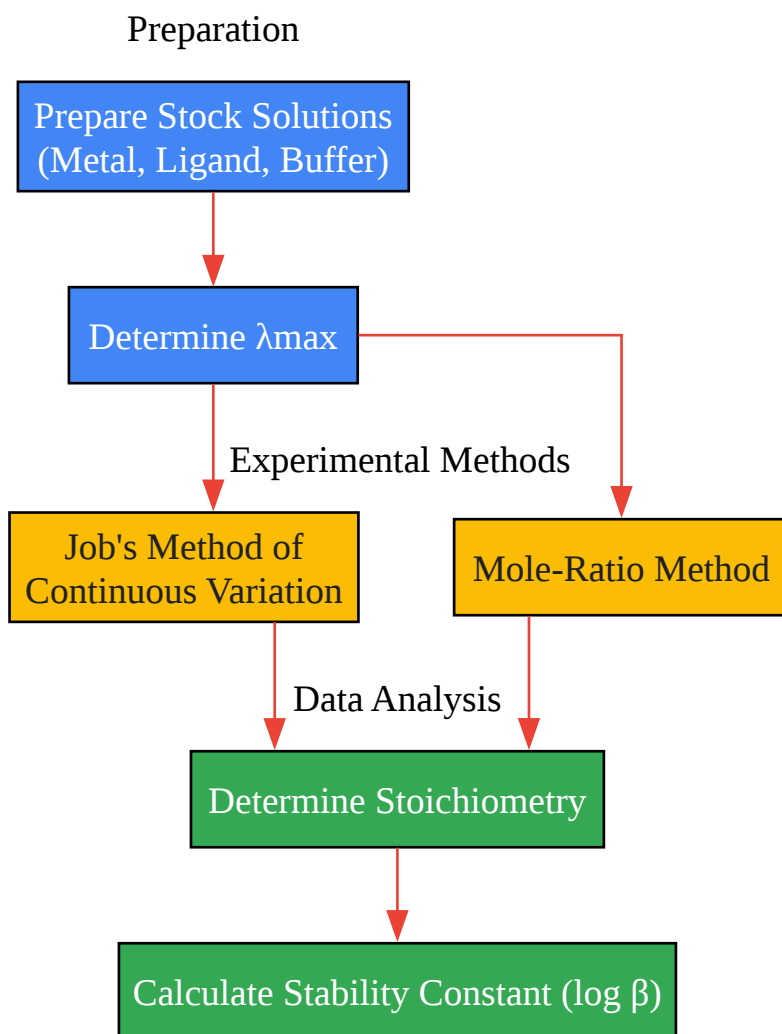 Preparation
Prepare Stock Solutions
(Metal, Ligand, Buffer)
Determine λmax
Experimental Methods
Job's Method of
Continuous Variation
Mole-Ratio Method
Data Analysis
Determine Stoichiometry
Calculate Stability Constant (log β)